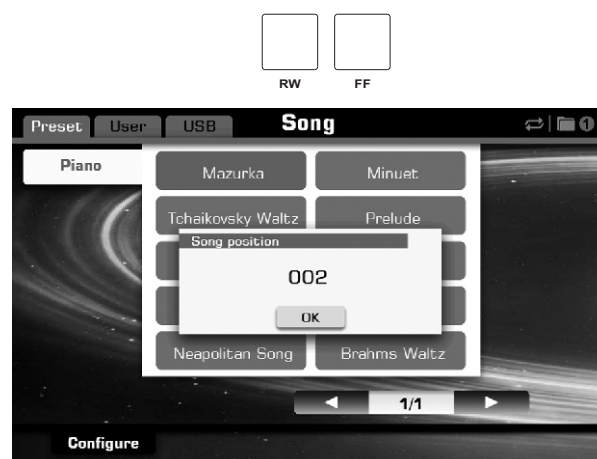 RW FF
Preset User USB Song 1
Piano
Mazurka Minuet
Tchaikovsky Waltz Prelude
Song position
002
OK
Neapolitan Song Brahms Waltz
1/1
Configure